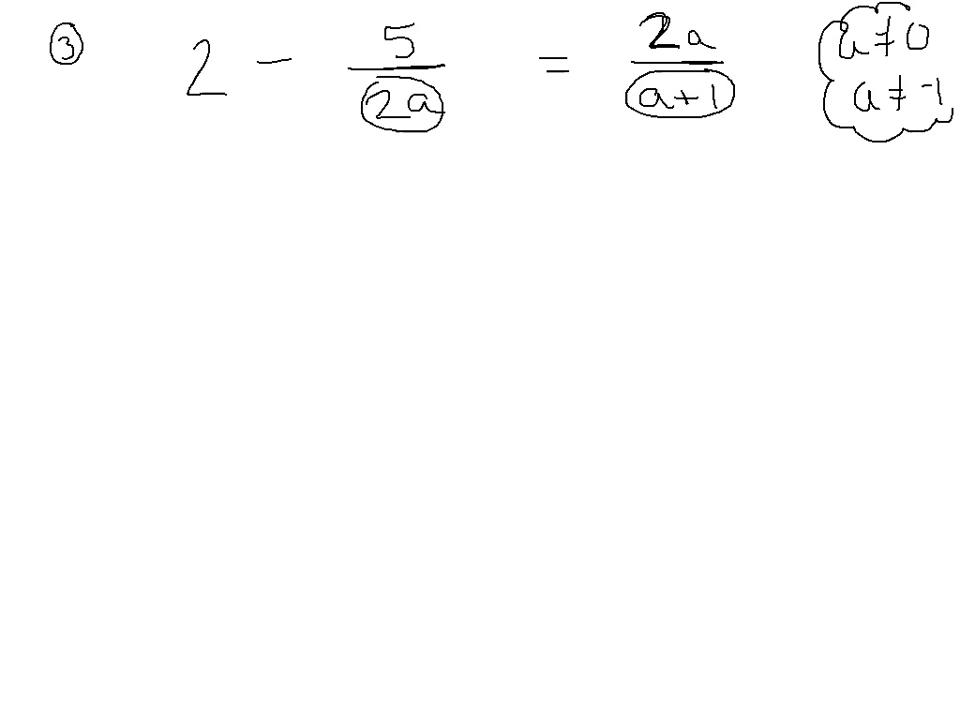 ③ 2 - 5/2a = 2a/a+1
a ≠ 0
a ≠ -1